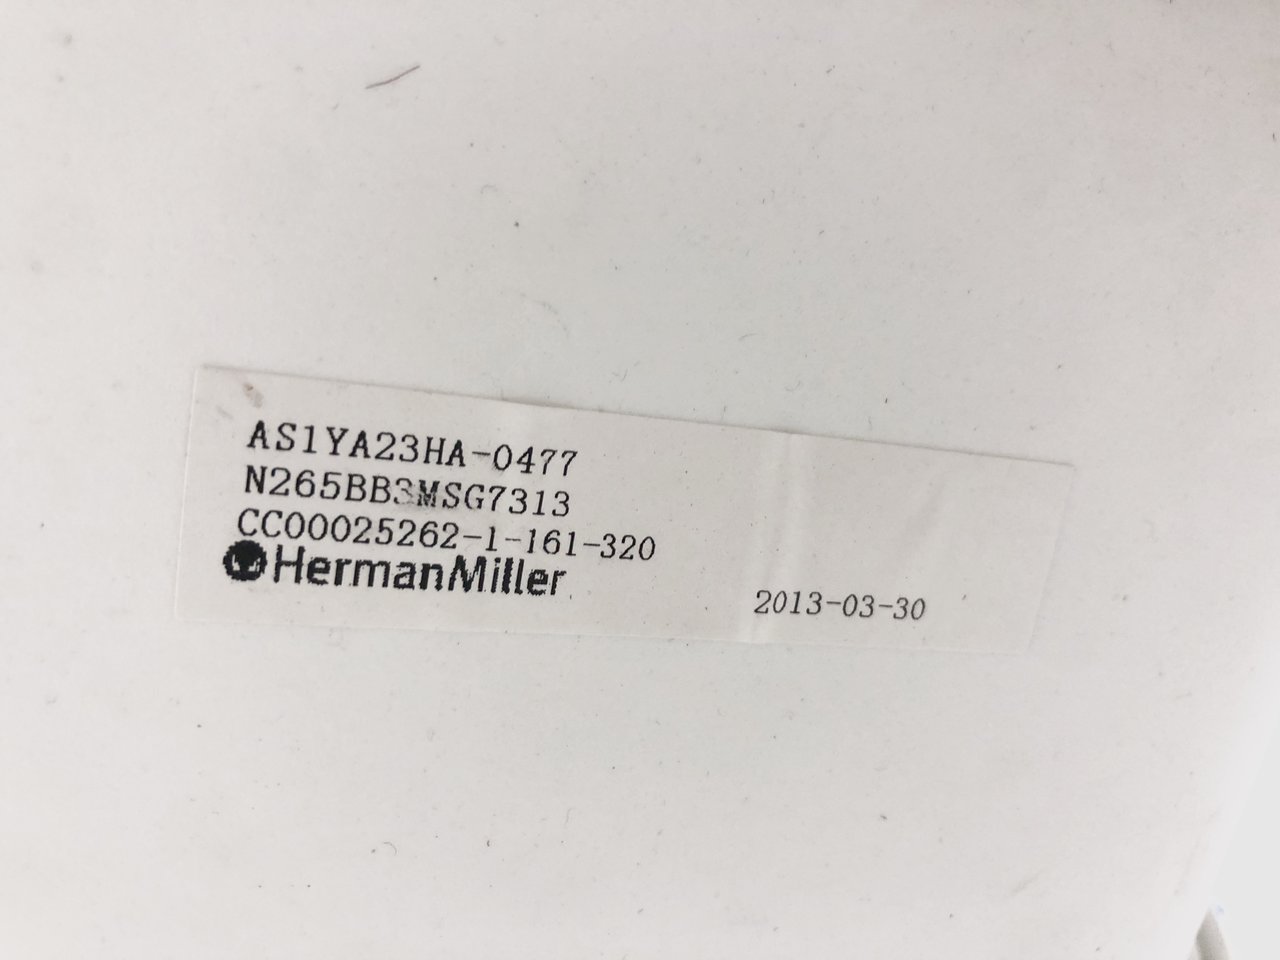 AS1YA23HA-0477
N265BB3MSG7313
CC00025262-1-161-320
HermanMiller
2013-03-30